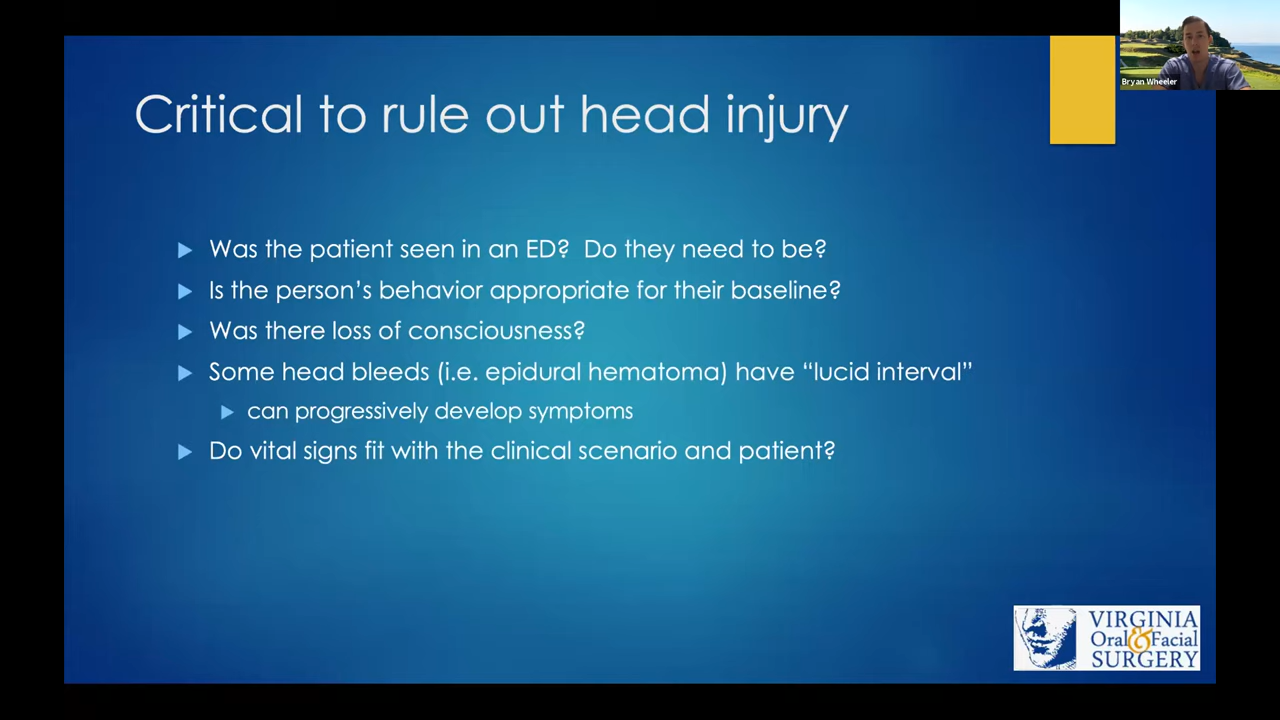 Bryan Wheeler
Critical to rule out head injury
Was the patient seen in an ED?  Do they need to be?
Is the person’s behavior appropriate for their baseline?
Was there loss of consciousness?
Some head bleeds (i.e. epidural hematoma) have “lucid interval”
can progressively develop symptoms
Do vital signs fit with the clinical scenario and patient?
VIRGINIA
Oral & Facial
SURGERY